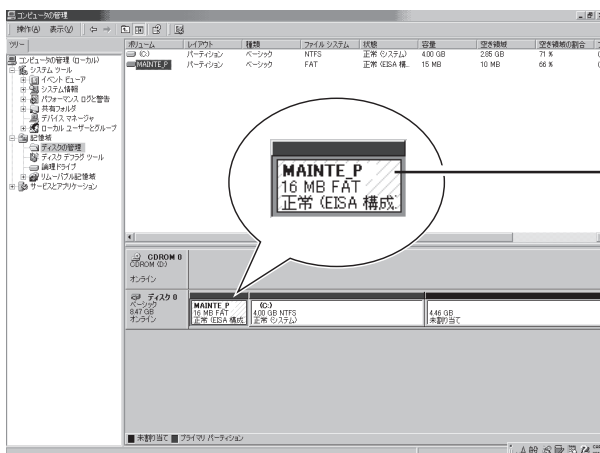 コンピュータの管理
操作(A) 表示(V)
ツリー
コンピュータの管理 (ローカル)
システム ツール
イベント ビューア
システム情報
パフォーマンス ログと警告
共有フォルダ
デバイス マネージャ
ローカル ユーザーとグループ
記憶域
ディスクの管理
ディスク デフラグ ツール
論理ドライブ
リムーバブル記憶域
サービスとアプリケーション
ボリューム レイアウト 種類 ファイル システム 状態 容量 空き領域 空き領域の割合
(C:) パーティション ベーシック NTFS 正常 (システム) 4.00 GB 2.85 GB 71 %
MAINTE_P パーティション ベーシック FAT 正常 (EISA 構... 15 MB 10 MB 66 %
MAINTE_P
16 MB FAT
正常 (EISA 構成
CDROM 0
CDROM (D:)
オンライン
ディスク 0
ベーシック
8.47 GB
オンライン
MAINTE_P
16 MB FAT
正常 (EISA 構成
(C:)
4.00 GB NTFS
正常 (システム)
4.46 GB
未割り当て
未割り当て プライマリ パーティション
A 般